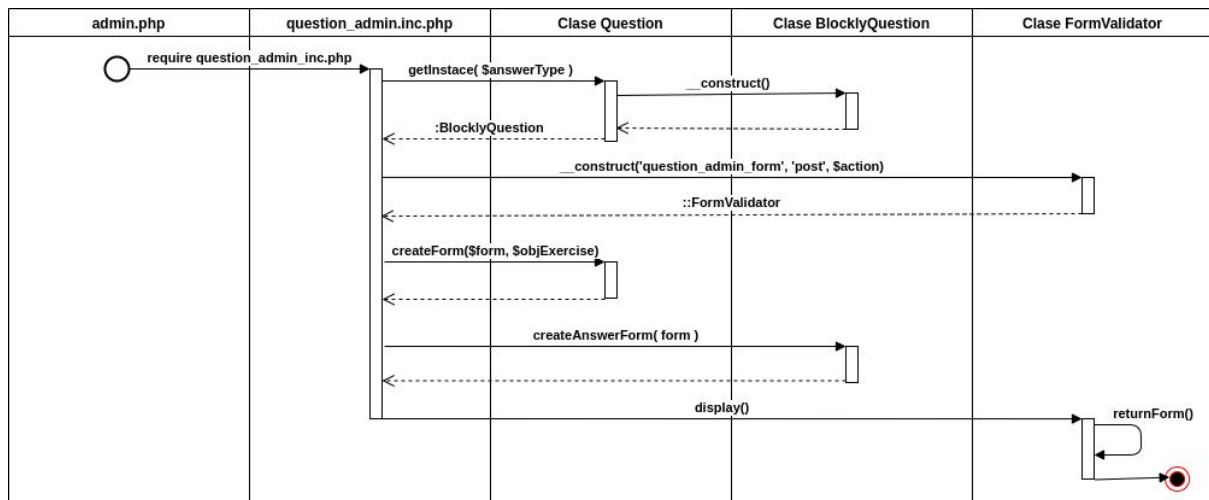 admin.php
question_admin.inc.php
Clase Question
Clase BlocklyQuestion
Clase FormValidator
require question_admin_inc.php
getInstace( $answerType )
__construct()
:BlocklyQuestion
__construct('question_admin_form', 'post', $action)
::FormValidator
createForm($form, $objExercise)
createAnswerForm( form )
display()
returnForm()